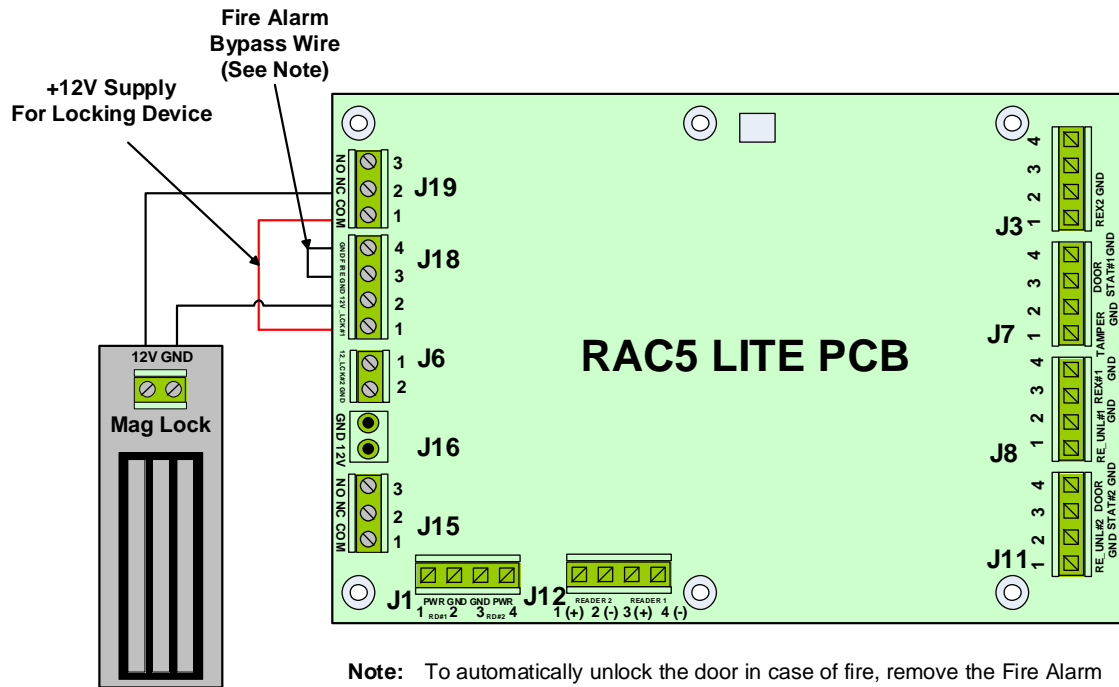 Fire Alarm
Bypass Wire
(See Note)
+12V Supply
For Locking Device
NO NC COM
3
2
1
J19
GND FIRE GND 12V_LCK#1
4
3
2
1
J18
12_LCK#2 GND
1
2
J6
GND 12V
J16
NO NC COM
3
2
1
J15
RAC5 LITE PCB
12V GND
Mag Lock
J1
PWR GND GND PWR
1 RD#1 2 3 RD#2 4
J12
READER 2 READER 1
1 (+) 2 (-) 3 (+) 4 (-)
4
3
2
1
J3
REX2 GND
4
3
2
1
J7
TAMPER DOOR
GND STAT#1 GND
4
3
2
1
J8
RE_UNL#1 REX#1 GND
GND
4
3
2
1
J11
RE_UNL#2 DOOR
GND STAT#2 GND
Note: To automatically unlock the door in case of fire, remove the Fire Alarm